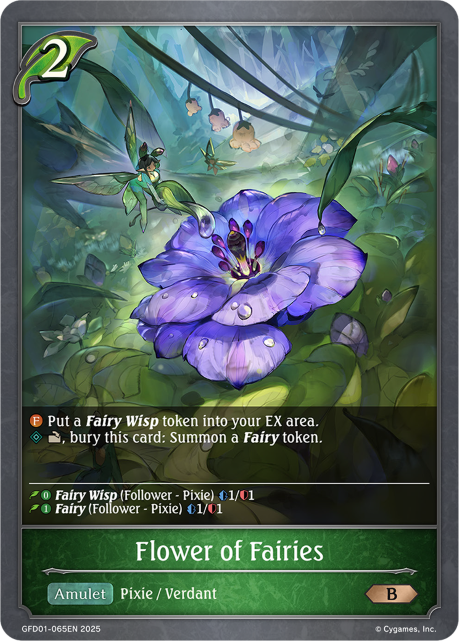 2
Put a Fairy Wisp token into your EX area.
, bury this card: Summon a Fairy token.
0 Fairy Wisp (Follower - Pixie) 1/1
1 Fairy (Follower - Pixie) 1/1
Flower of Fairies
Amulet Pixie / Verdant B
GFD01-065EN 2025 © Cygames, Inc.